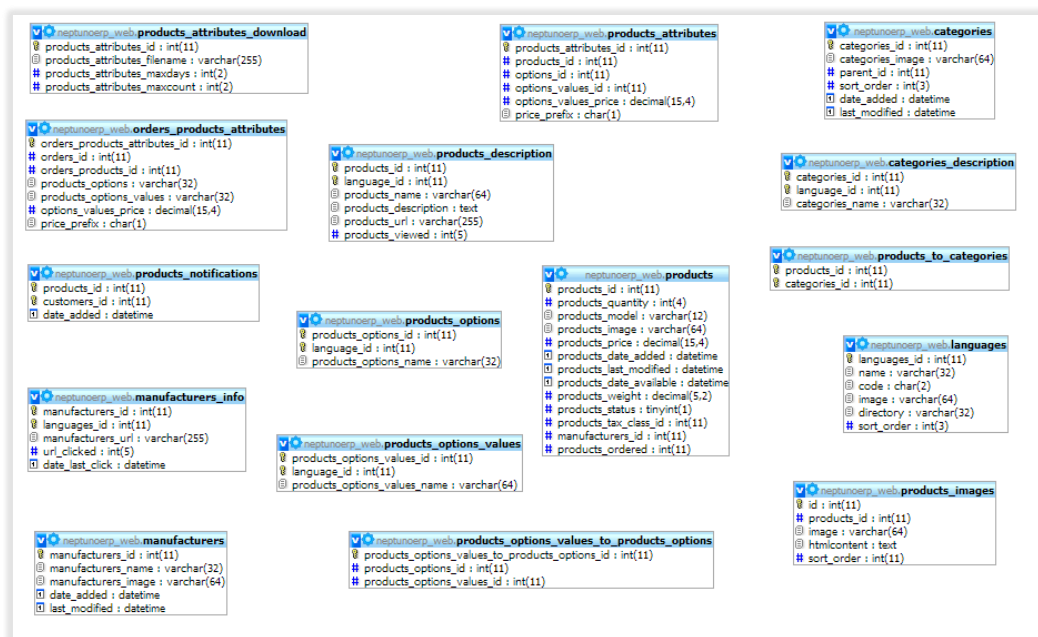 neptunoerp_web.products_attributes_download
products_attributes_id : int(11)
products_attributes_filename : varchar(255)
products_attributes_maxdays : int(2)
products_attributes_maxcount : int(2)
neptunoerp_web.products_attributes
products_attributes_id : int(11)
products_id : int(11)
options_id : int(11)
options_values_id : int(11)
options_values_price : decimal(15,4)
price_prefix : char(1)
neptunoerp_web.categories
categories_id : int(11)
categories_image : varchar(64)
parent_id : int(11)
sort_order : int(3)
date_added : datetime
last_modified : datetime
neptunoerp_web.orders_products_attributes
orders_products_attributes_id : int(11)
orders_id : int(11)
orders_products_id : int(11)
products_options : varchar(32)
products_options_values : varchar(32)
options_values_price : decimal(15,4)
price_prefix : char(1)
neptunoerp_web.products_description
products_id : int(11)
language_id : int(11)
products_name : varchar(64)
products_description : text
products_url : varchar(255)
products_viewed : int(5)
neptunoerp_web.categories_description
categories_id : int(11)
language_id : int(11)
categories_name : varchar(32)
neptunoerp_web.products_to_categories
products_id : int(11)
categories_id : int(11)
neptunoerp_web.products_notifications
products_id : int(11)
customers_id : int(11)
date_added : datetime
neptunoerp_web.products
products_id : int(11)
products_quantity : int(4)
products_model : varchar(12)
products_image : varchar(64)
products_price : decimal(15,4)
products_date_added : datetime
products_last_modified : datetime
products_date_available : datetime
products_weight : decimal(5,2)
products_status : tinyint(1)
products_tax_class_id : int(11)
manufacturers_id : int(11)
products_ordered : int(11)
neptunoerp_web.products_options
products_options_id : int(11)
language_id : int(11)
products_options_name : varchar(32)
neptunoerp_web.languages
languages_id : int(11)
name : varchar(32)
code : char(2)
image : varchar(64)
directory : varchar(32)
sort_order : int(3)
neptunoerp_web.manufacturers_info
manufacturers_id : int(11)
languages_id : int(11)
manufacturers_url : varchar(255)
url_clicked : int(5)
date_last_click : datetime
neptunoerp_web.products_options_values
products_options_values_id : int(11)
language_id : int(11)
products_options_values_name : varchar(64)
neptunoerp_web.products_images
id : int(11)
products_id : int(11)
image : varchar(64)
htmlcontent : text
sort_order : int(11)
neptunoerp_web.manufacturers
manufacturers_id : int(11)
manufacturers_name : varchar(32)
manufacturers_image : varchar(64)
date_added : datetime
last_modified : datetime
neptunoerp_web.products_options_values_to_products_options
products_options_values_to_products_options_id : int(11)
products_options_id : int(11)
products_options_values_id : int(11)